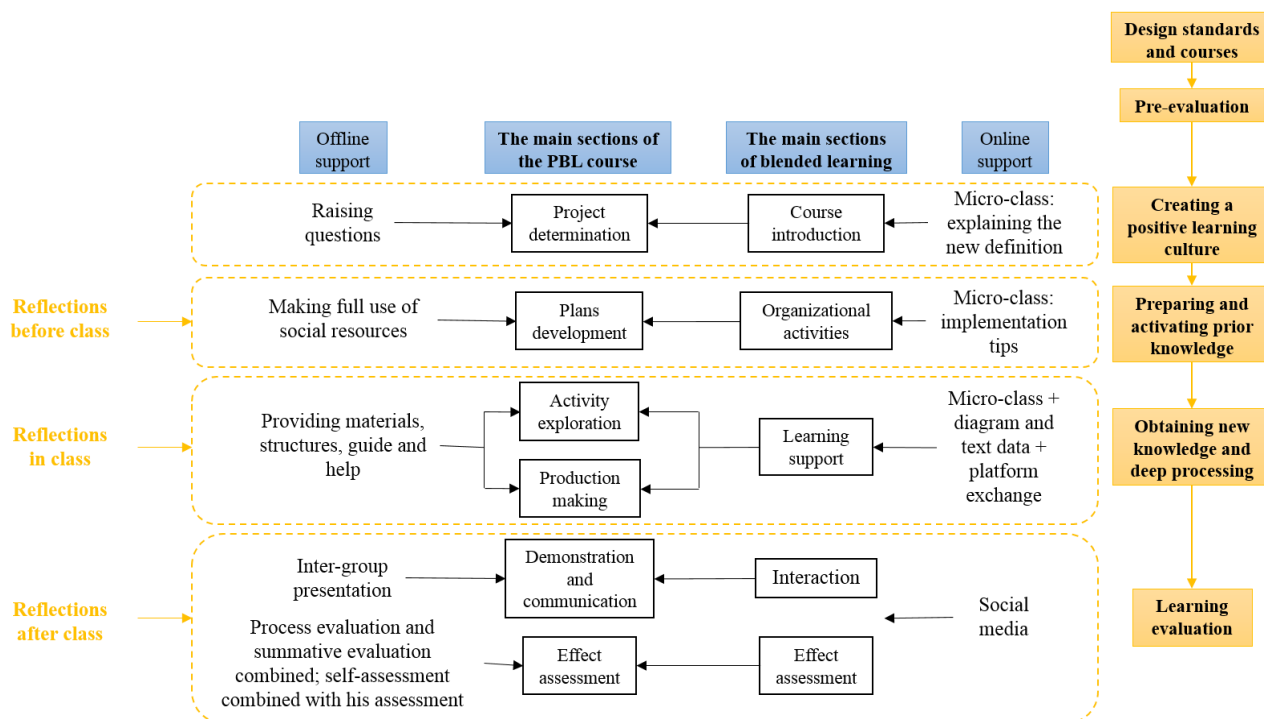 Design standards
and courses
Pre-evaluation
Offline
support
The main sections of
the PBL course
The main sections
of blended learning
Online
support
Raising
questions
Project
determination
Course
introduction
Micro-class:
explaining the
new definition
Creating a
positive learning
culture
Reflections
before class
Making full use of
social resources
Plans
development
Organizational
activities
Micro-class:
implementation
tips
Preparing and
activating prior
knowledge
Reflections
in class
Providing materials,
structures, guide and
help
Activity
exploration
Production
making
Learning
support
Micro-class +
diagram and
text data +
platform
exchange
Obtaining new
knowledge and
deep processing
Reflections
after class
Inter-group
presentation
Demonstration
and
communication
Interaction
Social
media
Process evaluation and
summative evaluation
combined; self-assessment
combined with his assessment
Effect
assessment
Effect
assessment
Learning
evaluation